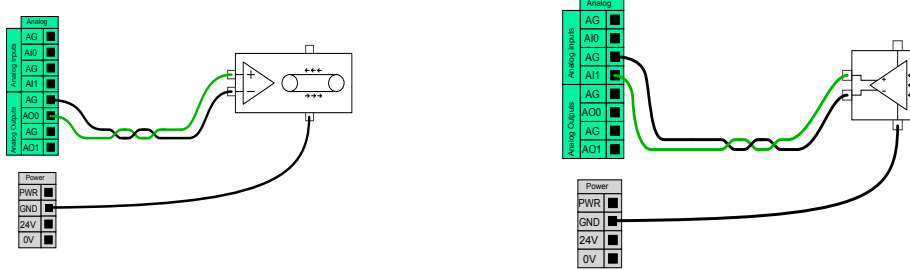 Analog
AG
AI0
AG
AI1
AG
AO0
AG
AO1
Analog Inputs
Analog Outputs
+
−
Power
PWR
GND
24V
0V
Analog
AG
AI0
AG
AI1
AG
AO0
AG
AO1
Analog Inputs
Analog Outputs
+
-
Power
PWR
GND
24V
0V